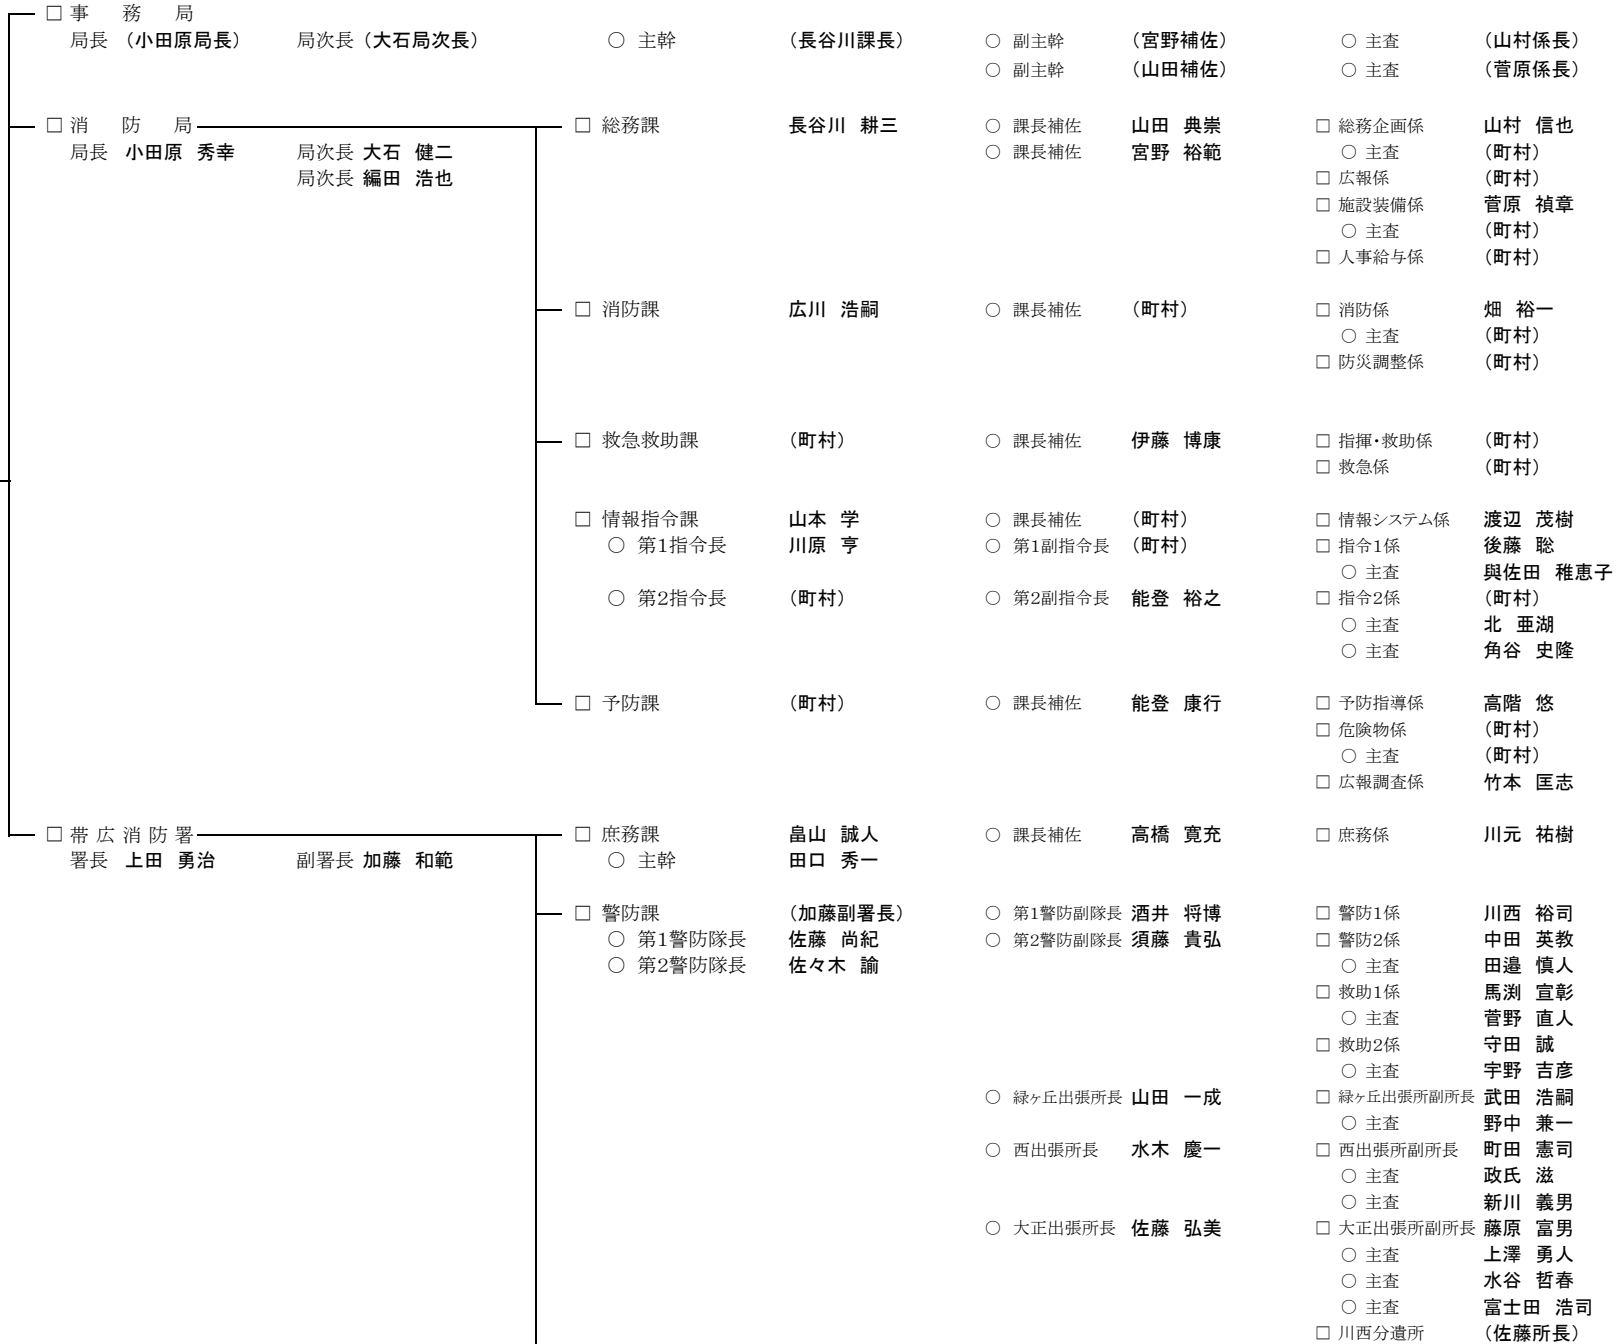 □ 事 務 局
局長 （小田原局長） 局次長 （大石局次長） ○ 主幹 （長谷川課長） ○ 副主幹 （宮野補佐） ○ 主査 （山村係長）
○ 副主幹 （山田補佐） ○ 主査 （菅原係長）
□ 消 防 局 □ 総務課 長谷川 耕三 ○ 課長補佐 山田 典崇 □ 総務企画係 山村 信也
局長 小田原 秀幸 局次長 大石 健二 ○ 課長補佐 宮野 裕範 ○ 主査 （町村）
局次長 編田 浩也 □ 広報係 （町村）
□ 施設装備係 菅原 禎章
○ 主査 （町村）
□ 人事給与係 （町村）
□ 消防課 広川 浩嗣 ○ 課長補佐 （町村） □ 消防係 畑 裕一
○ 主査 （町村）
□ 防災調整係 （町村）
□ 救急救助課 （町村） ○ 課長補佐 伊藤 博康 □ 指揮・救助係 （町村）
□ 救急係 （町村）
□ 情報指令課 山本 学 ○ 課長補佐 （町村） □ 情報システム係 渡辺 茂樹
○ 第1指令長 川原 亨 ○ 第1副指令長 （町村） □ 指令1係 後藤 聡
○ 主査 與佐田 稚恵子
○ 第2指令長 （町村） ○ 第2副指令長 能登 裕之 □ 指令2係 （町村）
○ 主査 北 亜湖
○ 主査 角谷 史隆
□ 予防課 （町村） ○ 課長補佐 能登 康行 □ 予防指導係 高階 悠
□ 危険物係 （町村）
○ 主査 （町村）
□ 広報調査係 竹本 匡志
□ 帯広消防署 □ 庶務課 畠山 誠人 ○ 課長補佐 高橋 寛充 □ 庶務係 川元 祐樹
署長 上田 勇治 副署長 加藤 和範 ○ 主幹 田口 秀一
□ 警防課 （加藤副署長） ○ 第1警防副隊長 酒井 将博 □ 警防1係 川西 裕司
○ 第1警防隊長 佐藤 尚紀 ○ 第2警防副隊長 須藤 貴弘 □ 警防2係 中田 英教
○ 第2警防隊長 佐々木 諭 ○ 主査 田邉 慎人
□ 救助1係 馬渕 宣彰
○ 主査 菅野 直人
□ 救助2係 守田 誠
○ 主査 宇野 吉彦
○ 緑ヶ丘出張所長 山田 一成 □ 緑ヶ丘出張所副所長 武田 浩嗣
○ 主査 野中 兼一
○ 西出張所長 水木 慶一 □ 西出張所副所長 町田 憲司
○ 主査 政氏 滋
○ 主査 新川 義男
○ 大正出張所長 佐藤 弘美 □ 大正出張所副所長 藤原 富男
○ 主査 上澤 勇人
○ 主査 水谷 哲春
○ 主査 富士田 浩司
□ 川西分遣所 （佐藤所長）